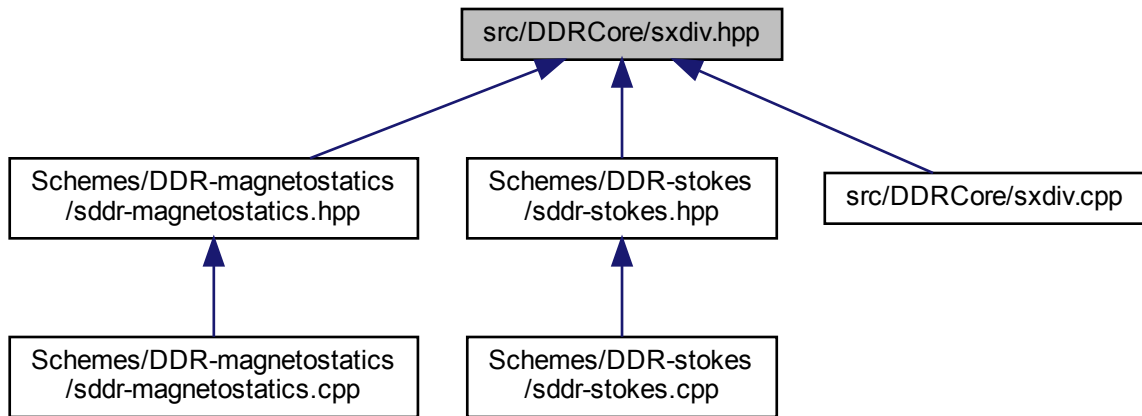 src/DDRCore/sxdiv.hpp
Schemes/DDR-magnetostatics
/sddr-magnetostatics.hpp
Schemes/DDR-stokes
/sddr-stokes.hpp
src/DDRCore/sxdiv.cpp
Schemes/DDR-magnetostatics
/sddr-magnetostatics.cpp
Schemes/DDR-stokes
/sddr-stokes.cpp